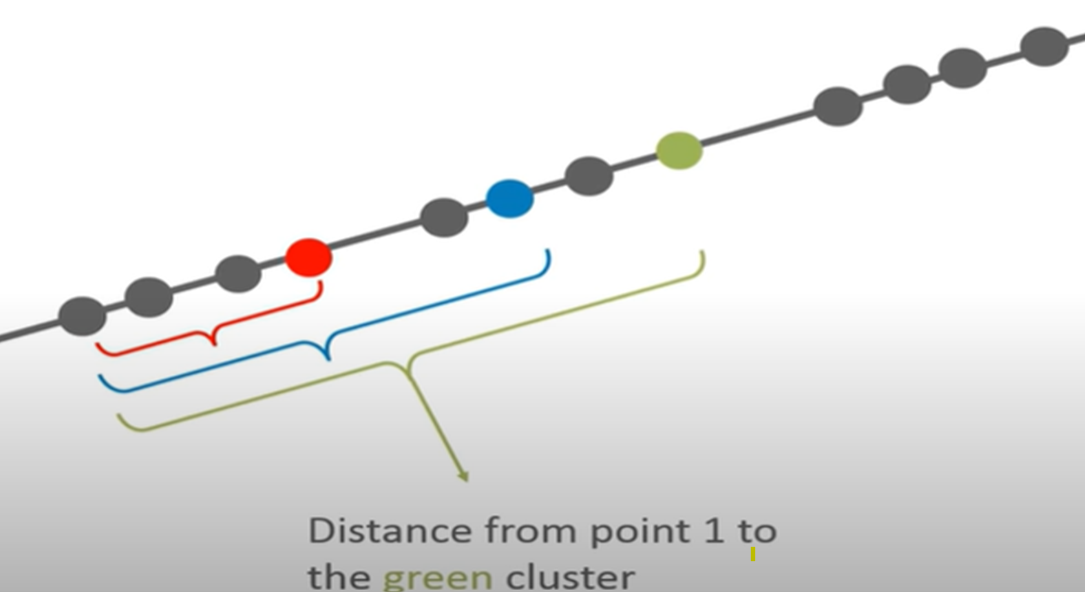 Distance from point 1 to
the green cluster